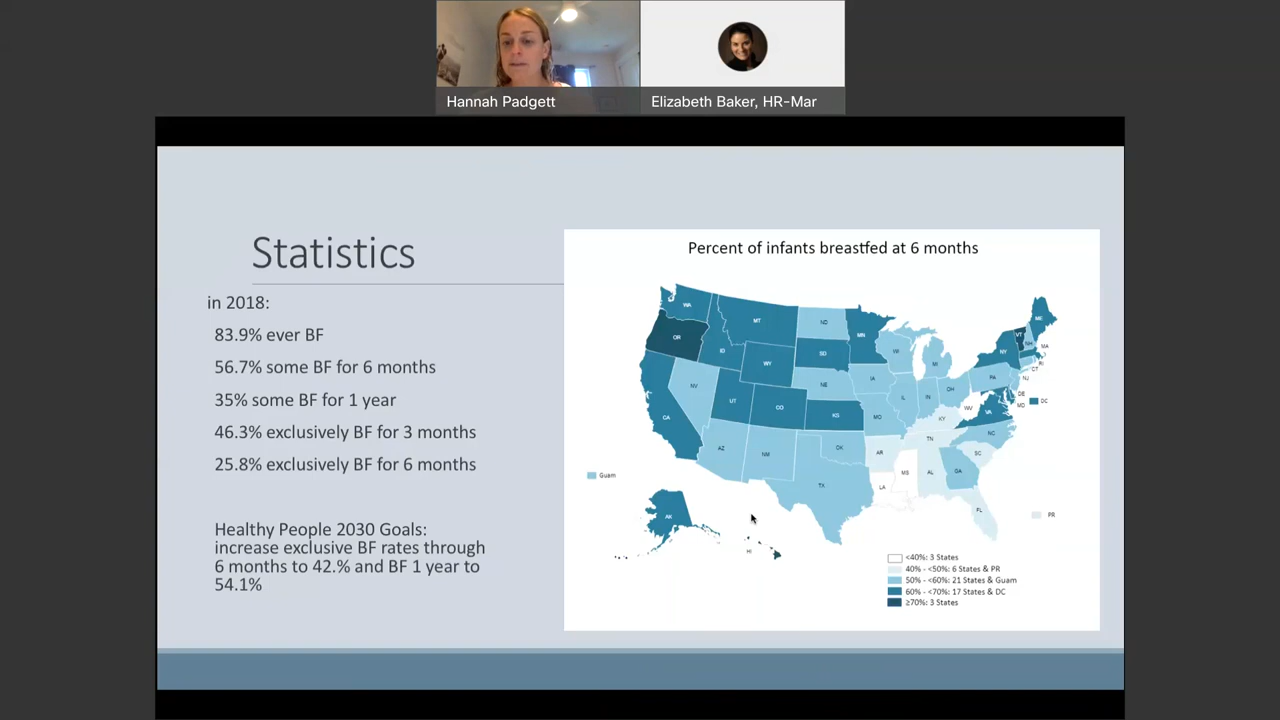 Hannah Padgett
Elizabeth Baker, HR-Mar
Statistics
in 2018:
83.9% ever BF
56.7% some BF for 6 months
35% some BF for 1 year
46.3% exclusively BF for 3 months
25.8% exclusively BF for 6 months
Healthy People 2030 Goals:
increase exclusive BF rates through
6 months to 42.% and BF 1 year to
54.1%
Percent of infants breastfed at 6 months
WA
OR
CA
NV
ID
MT
WY
UT
CO
AZ
NM
ND
SD
NE
KS
OK
TX
MN
IA
MO
AR
LA
WI
IL
MI
IN
OH
KY
TN
MS
AL
GA
FL
SC
NC
VA
WV
PA
NY
VT
NH
ME
MA
RI
CT
NJ
DE
MD
DC
AK
HI
Guam
PR
<40%: 3 States
40% - <50%: 6 States & PR
50% - <60%: 21 States & Guam
60% - <70%: 17 States & DC
≥70%: 3 States